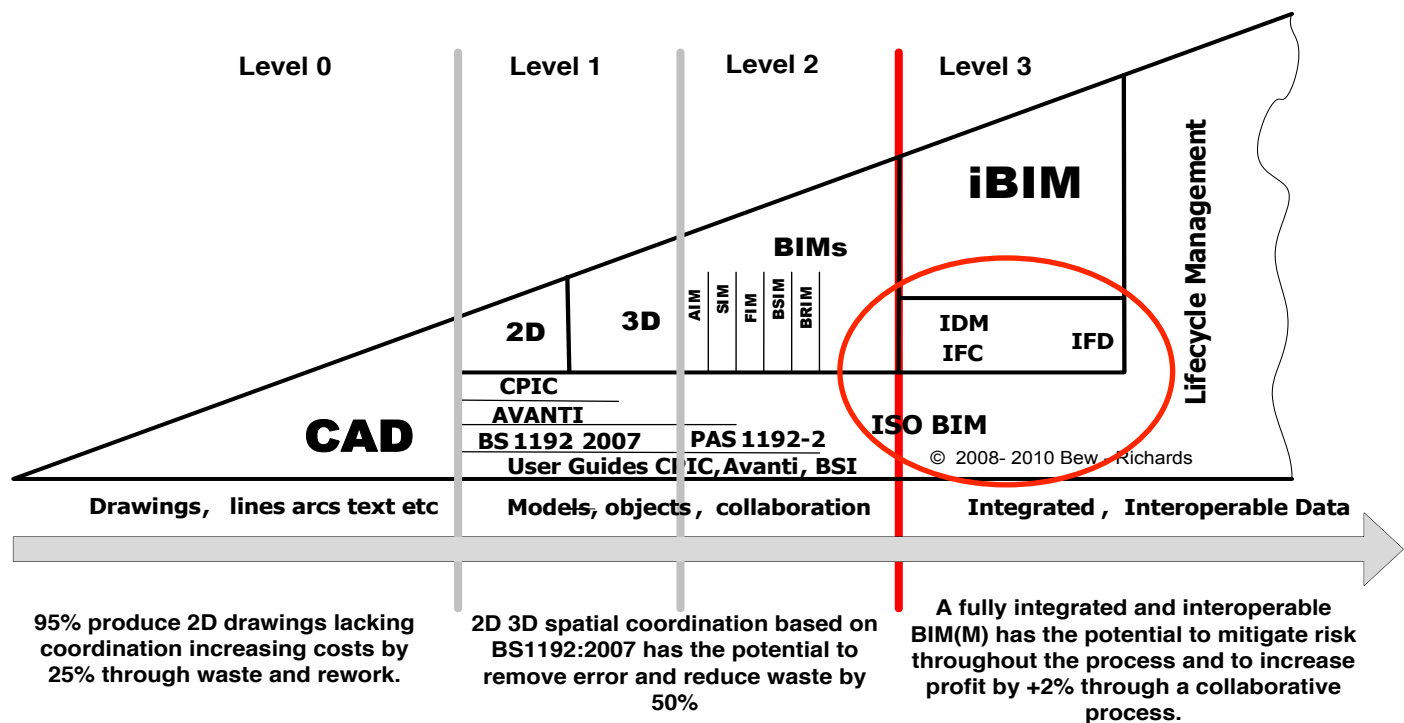 Level 0
Level 1
Level 2
Level 3
iBIM
BIMs
2D
3D
AIM
SIM
FIM
BSIM
BRIM
IDM
IFC
IFD
Lifecycle Management
CAD
CPIC
AVANTI
BS 1192 2007
PAS 1192-2
User Guides CPIC, Avanti, BSI
ISO BIM
© 2008- 2010 Bew - Richards
Drawings, lines arcs text etc
Models, objects, collaboration
Integrated, Interoperable Data
95% produce 2D drawings lacking
coordination increasing costs by
25% through waste and rework.
2D 3D spatial coordination based on
BS1192:2007 has the potential to
remove error and reduce waste by
50%
A fully integrated and interoperable
BIM(M) has the potential to mitigate risk
throughout the process and to increase
profit by +2% through a collaborative
process.